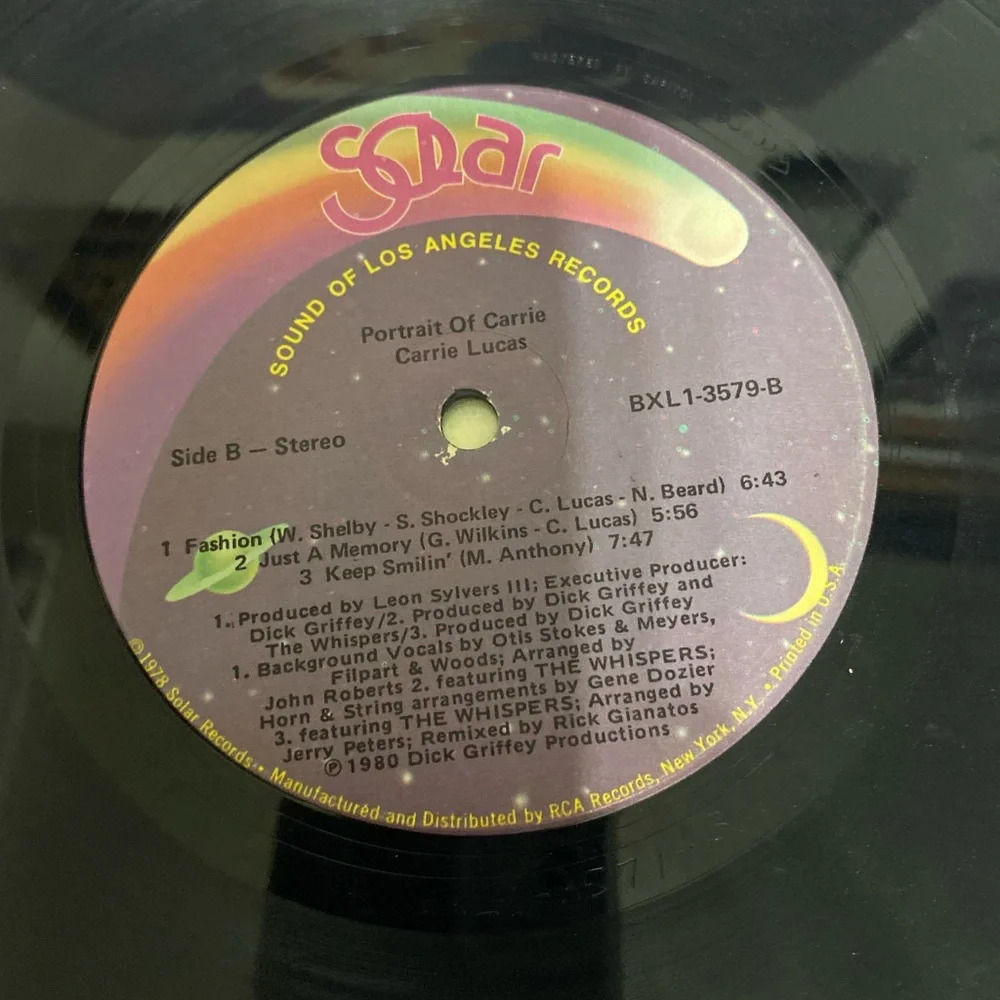 Solar
SOUND OF LOS ANGELES RECORDS
Portrait Of Carrie
Carrie Lucas
BXL1-3579-B
Side B — Stereo
1 Fashion (W. Shelby - S. Shockley - C. Lucas - N. Beard) 6:43
2 Just A Memory (G. Wilkins - C. Lucas) 5:56
3 Keep Smilin' (M. Anthony) 7:47
1. Produced by Leon Sylvers III; Executive Producer:
Dick Griffey/2. Produced by Dick Griffey and
The Whispers/3. Produced by Dick Griffey
1. Background Vocals by Otis Stokes & Meyers,
Filpart & Woods; Arranged by
John Roberts 2. featuring THE WHISPERS;
Horn & String arrangements by Gene Dozier
3. featuring THE WHISPERS; Arranged by
Jerry Peters; Remixed by Rick Gianatos
℗ 1980 Dick Griffey Productions
©1978 Solar Records • Manufactured and Distributed by RCA Records, New York, N.Y. • Printed in U.S.A.